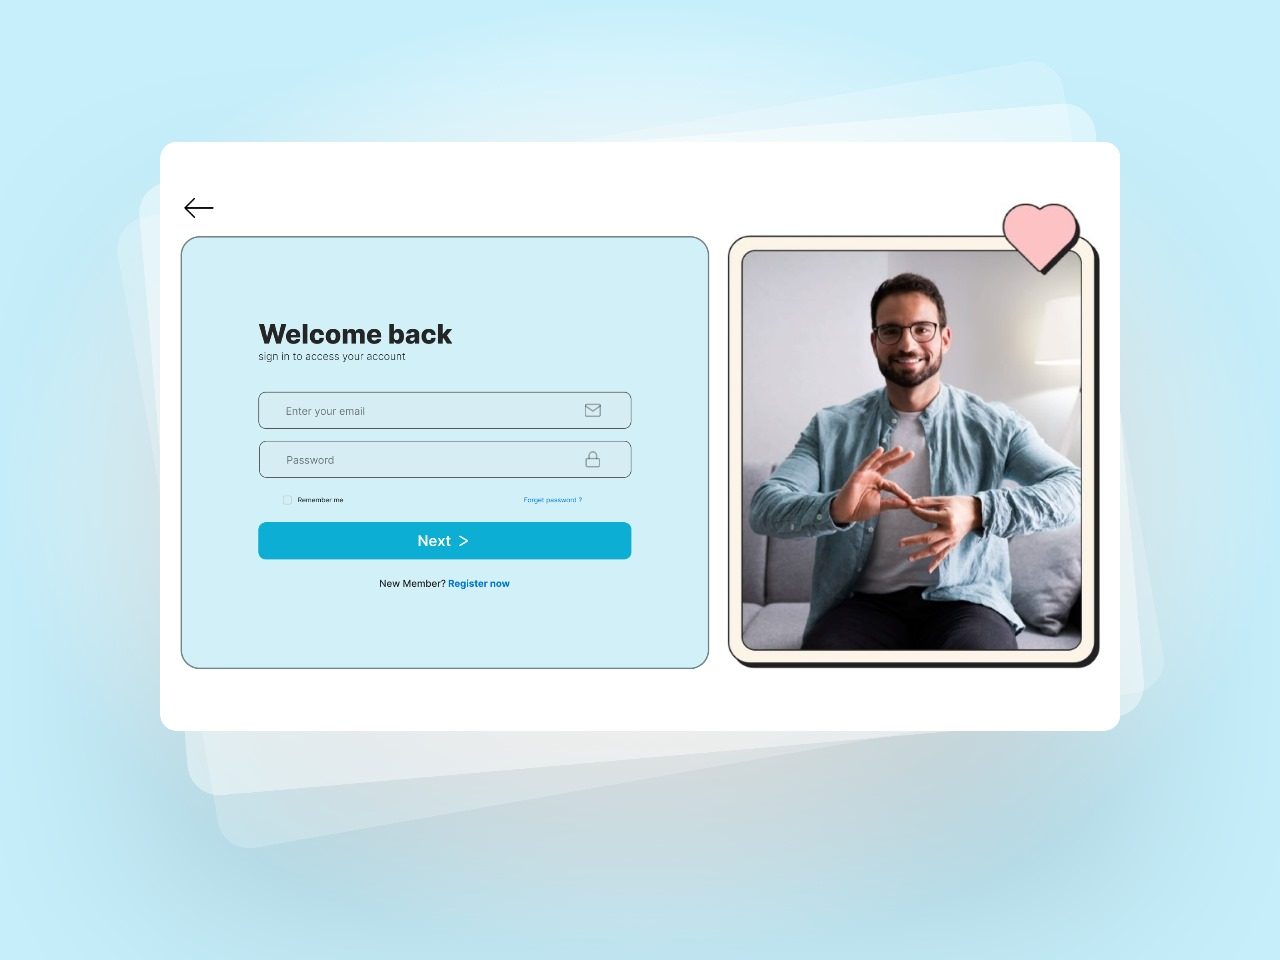 Welcome back
sign in to access your account
Enter your email
Password
Remember me
Forget password ?
Next >
New Member? Register now